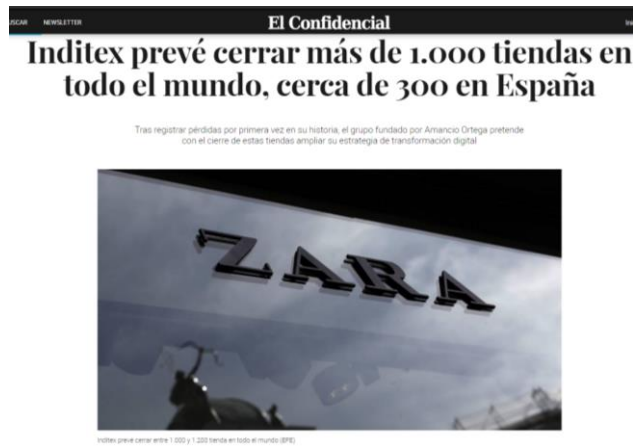 USCAR NEWSLETTER El Confidencial Ini
Inditex prevé cerrar más de 1.000 tiendas en
todo el mundo, cerca de 300 en España
Tras registrar pérdidas por primera vez en su historia, el grupo fundado por Amancio Ortega pretende
con el cierre de estas tiendas ampliar su estrategia de transformación digital
ZARA
Inditex prevé cerrar entre 1.000 y 1.200 tienda en todo el mundo (EFE)